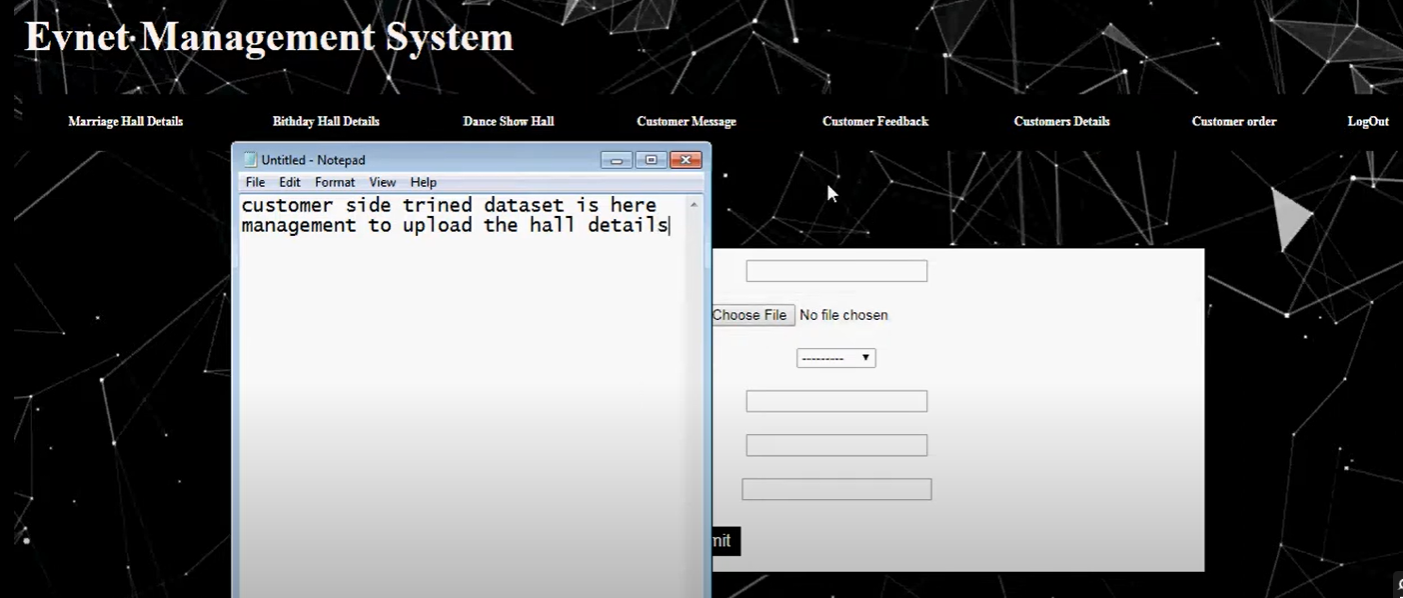 Evnet Management System
Marriage Hall Details Bithday Hall Details Dance Show Hall Customer Message Customer Feedback Customers Details Customer order LogOut
Untitled - Notepad
File Edit Format View Help
customer side trined dataset is here
management to upload the hall details
Choose File No file chosen
---------
mit